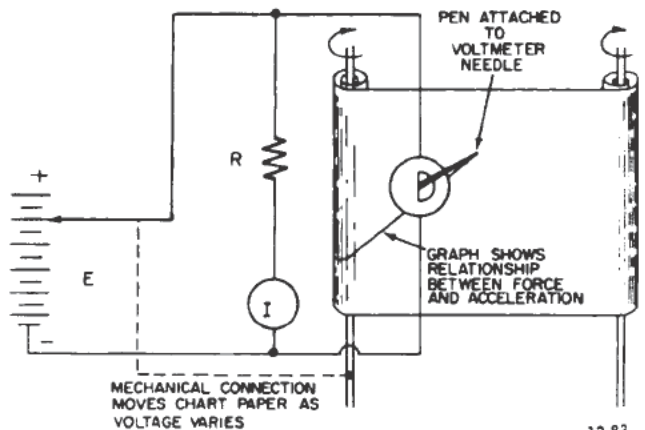 PEN ATTACHED
TO
VOLTMETER
NEEDLE
R
+
E
D
GRAPH SHOWS
RELATIONSHIP
BETWEEN FORCE
AND ACCELERATION
I
-
MECHANICAL CONNECTION
MOVES CHART PAPER AS
VOLTAGE VARIES